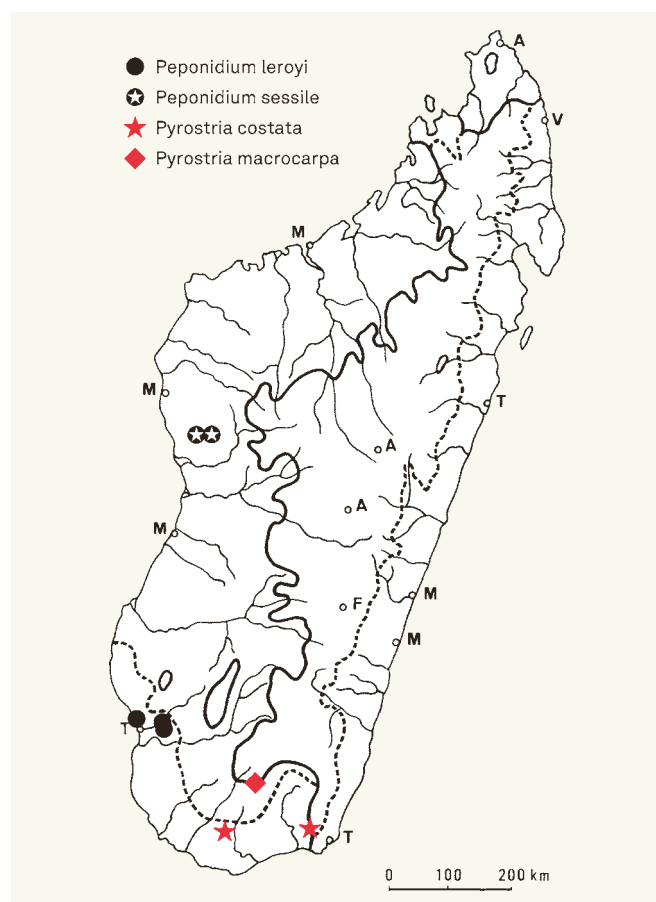 Peponidium leroyi
Peponidium sessile
Pyrostria costata
Pyrostria macrocarpa
A
V
M
M
T
A
A
M
F
M
M
T
T
0 100 200 km